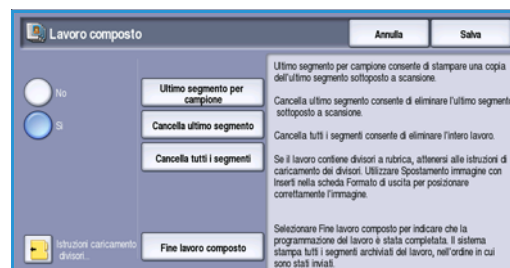 Lavoro composto
Annulla
Salva
No
Sì
Ultimo segmento per
campione
Cancella ultimo segmento
Cancella tutti i segmenti
Istruzioni caricamento
divisori...
Fine lavoro composto
Ultimo segmento per campione consente di stampare una copia
dell'ultimo segmento sottoposto a scansione.
Cancella ultimo segmento consente di eliminare l'ultimo segmento
sottoposto a scansione.
Cancella tutti i segmenti consente di eliminare l'intero lavoro.
Se il lavoro contiene divisori a rubrica, attenersi alle istruzioni di
caricamento dei divisori. Utilizzare Spostamento immagine con
Inserti nella scheda Formato di uscita per posizionare
correttamente l'immagine.
Selezionare Fine lavoro composto per indicare che la
programmazione del lavoro è stata completata. Il sistema
stampa tutti i segmenti archiviati del lavoro, nell'ordine in cui
sono stati inviati.